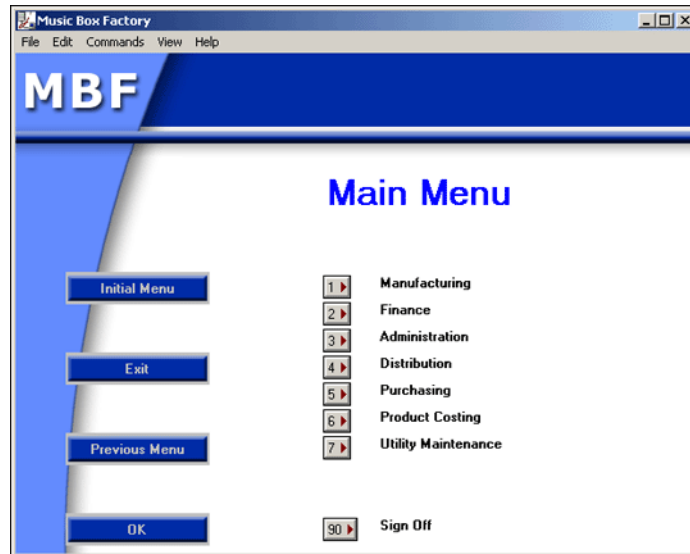 Music Box Factory
File Edit Commands View Help
MBF
Main Menu
Initial Menu
Exit
Previous Menu
OK
1 Manufacturing
2 Finance
3 Administration
4 Distribution
5 Purchasing
6 Product Costing
7 Utility Maintenance
90 Sign Off